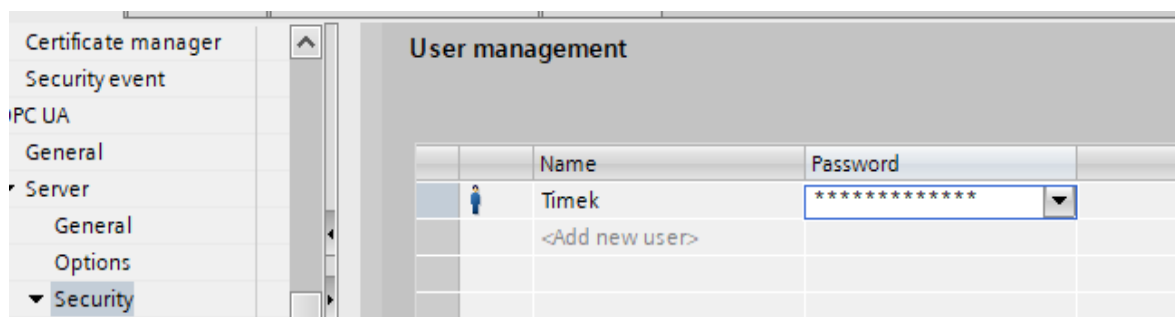 Certificate manager
Security event
PC UA
General
Server
General
Options
Security
User management
Name Password
Timek *************
<Add new user>